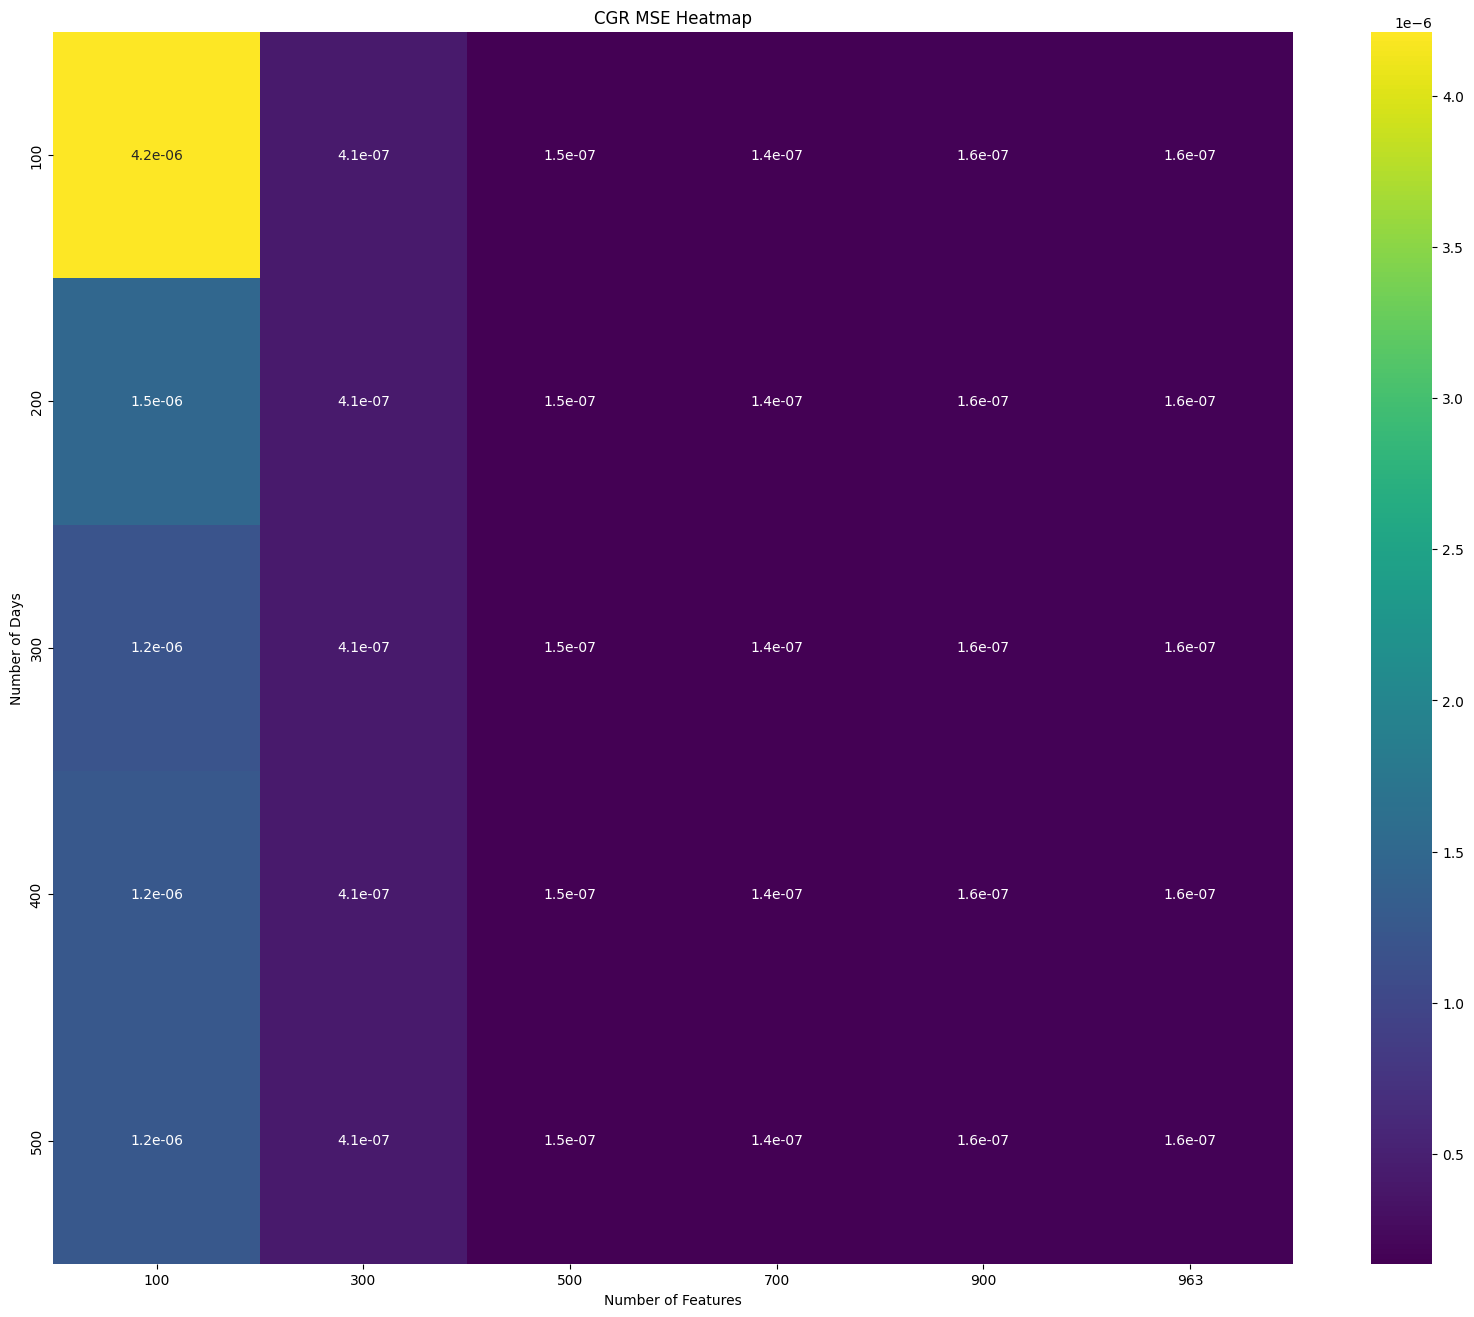 CGR MSE Heatmap
1e−6
100 4.2e-06 4.1e-07 1.5e-07 1.4e-07 1.6e-07 1.6e-07
200 1.5e-06 4.1e-07 1.5e-07 1.4e-07 1.6e-07 1.6e-07
300 1.2e-06 4.1e-07 1.5e-07 1.4e-07 1.6e-07 1.6e-07
400 1.2e-06 4.1e-07 1.5e-07 1.4e-07 1.6e-07 1.6e-07
500 1.2e-06 4.1e-07 1.5e-07 1.4e-07 1.6e-07 1.6e-07
Number of Days
100 300 500 700 900 963
Number of Features
4.0
3.5
3.0
2.5
2.0
1.5
1.0
0.5